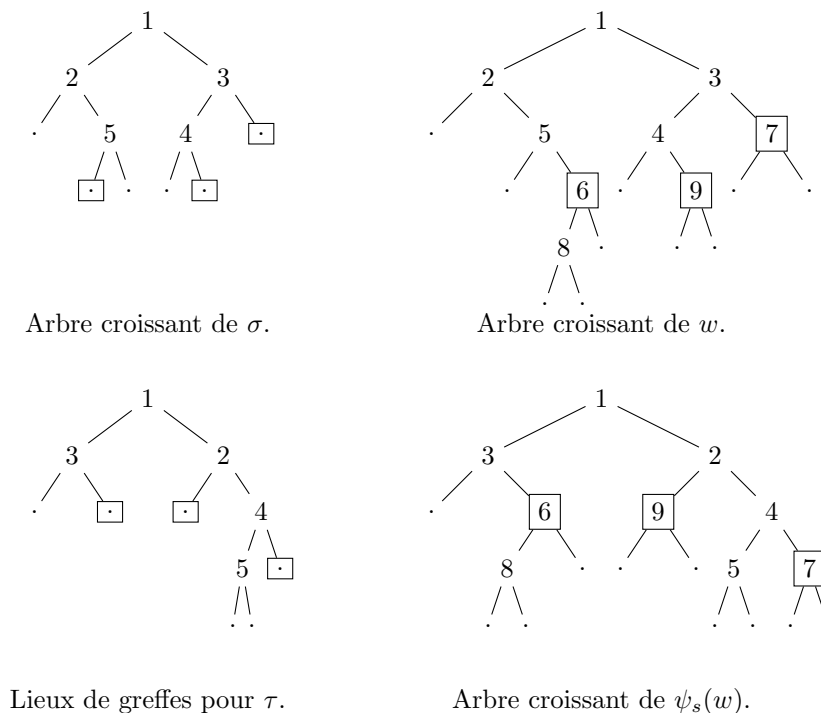 1 1
2 3 2 3
· 5 4 · · 5 4 7
· · · · · 6 · 9 · ·
8 · · ·
· ·
Arbre croissant de σ. Arbre croissant de w.
1 1
3 2 3 2
· · · 4 · 6 9 4
5 · 8 · · · 5 7
· · · · · · · ·
Lieux de greffes pour τ. Arbre croissant de ψₛ(w).